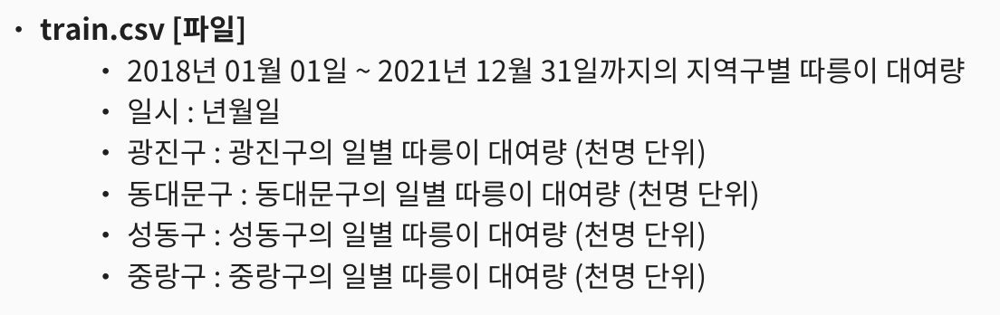 • train.csv [파일]
• 2018년 01월 01일 ~ 2021년 12월 31일까지의 지역구별 따릉이 대여량
• 일시 : 년월일
• 광진구 : 광진구의 일별 따릉이 대여량 (천명 단위)
• 동대문구 : 동대문구의 일별 따릉이 대여량 (천명 단위)
• 성동구 : 성동구의 일별 따릉이 대여량 (천명 단위)
• 중랑구 : 중랑구의 일별 따릉이 대여량 (천명 단위)